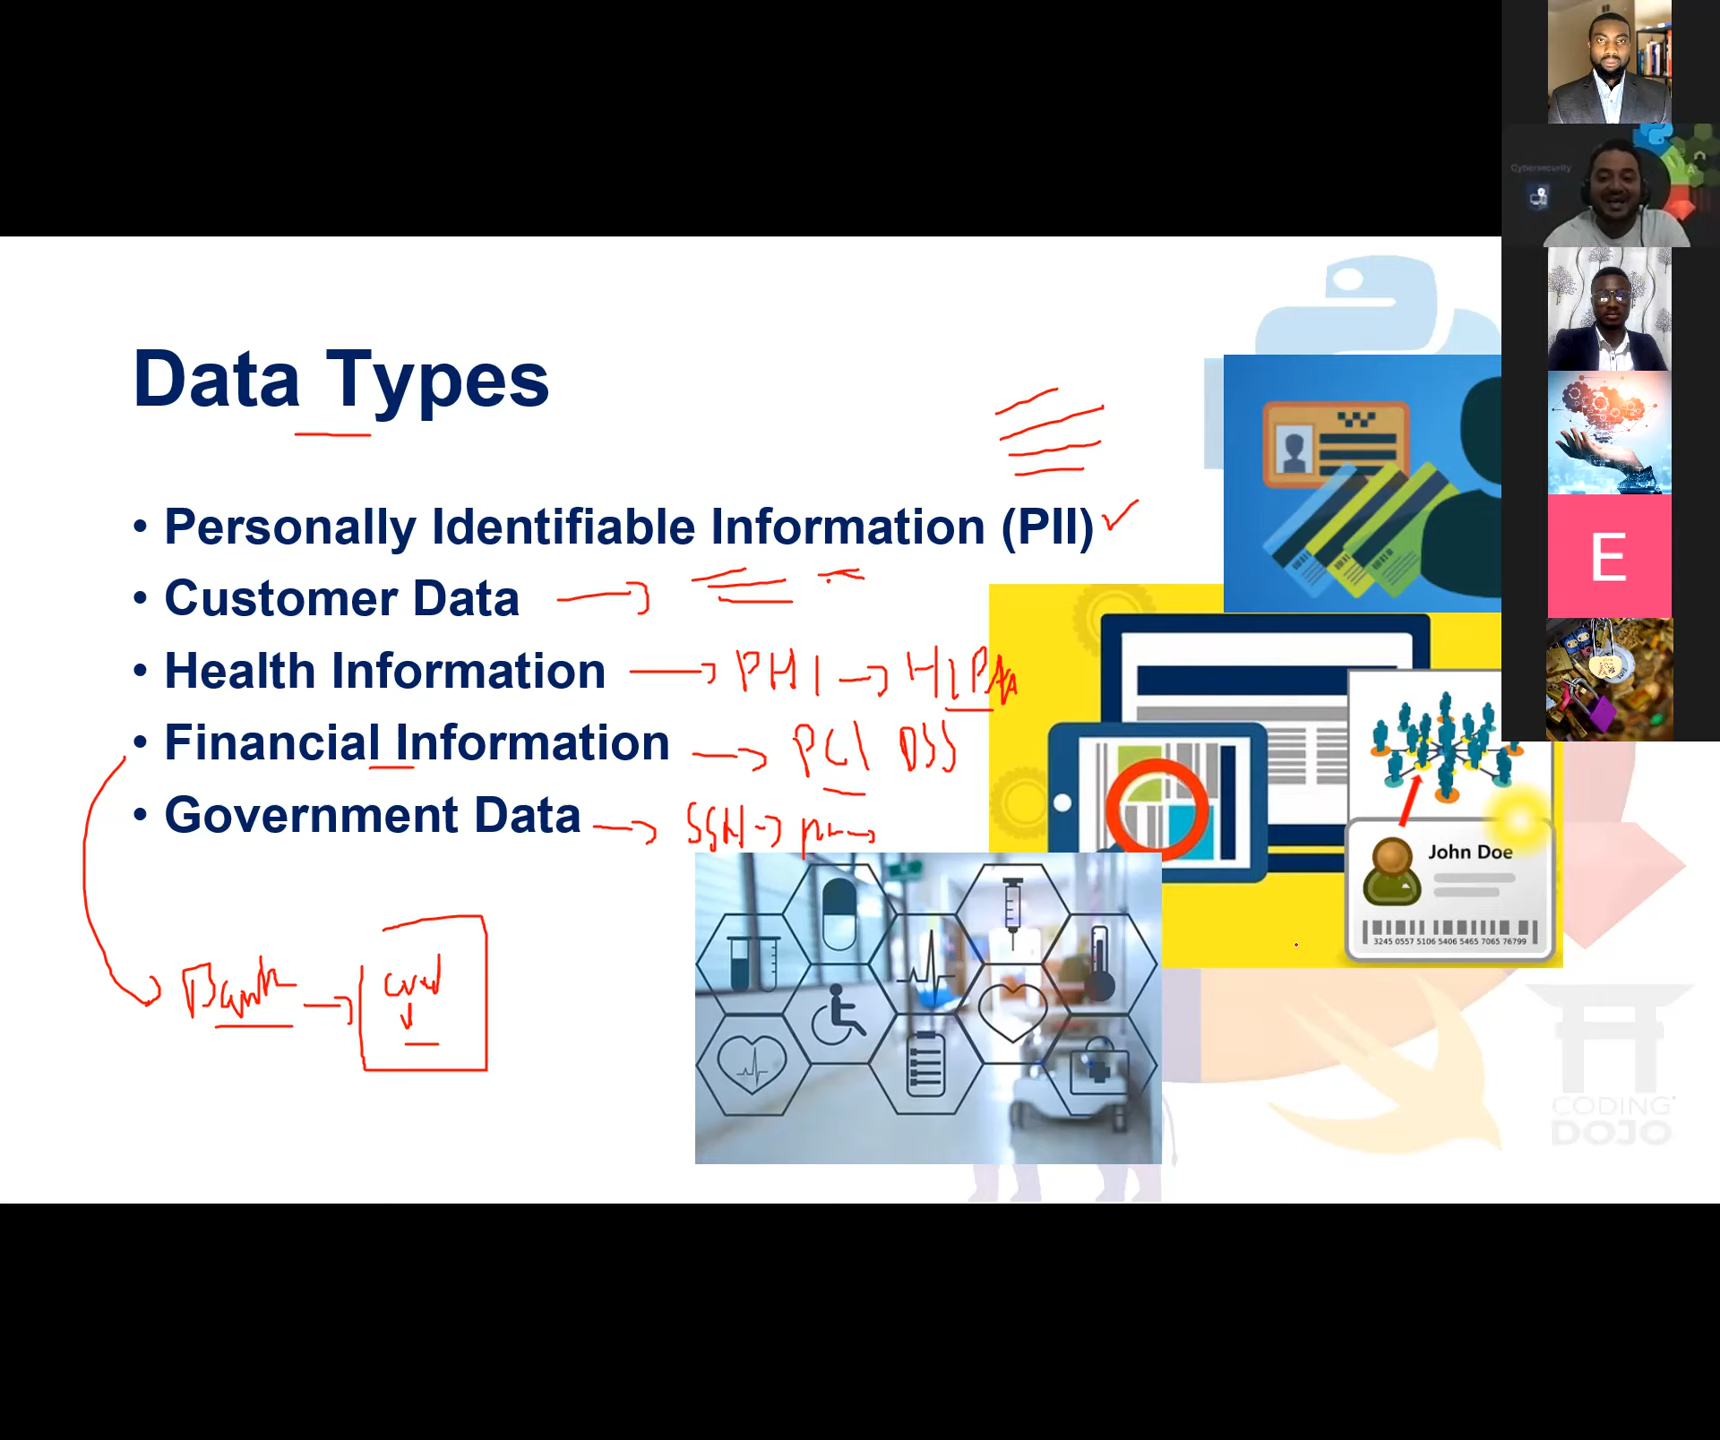 Cybersecurity
Data Types
• Personally Identifiable Information (PII)
• Customer Data
• Health Information → PHI → HIPAA
• Financial Information → PCI DSS
• Government Data → SSN →
E
John Doe
3245 0557 5106 5406 5465 7065 76799
Bank →
CODING
DOJO